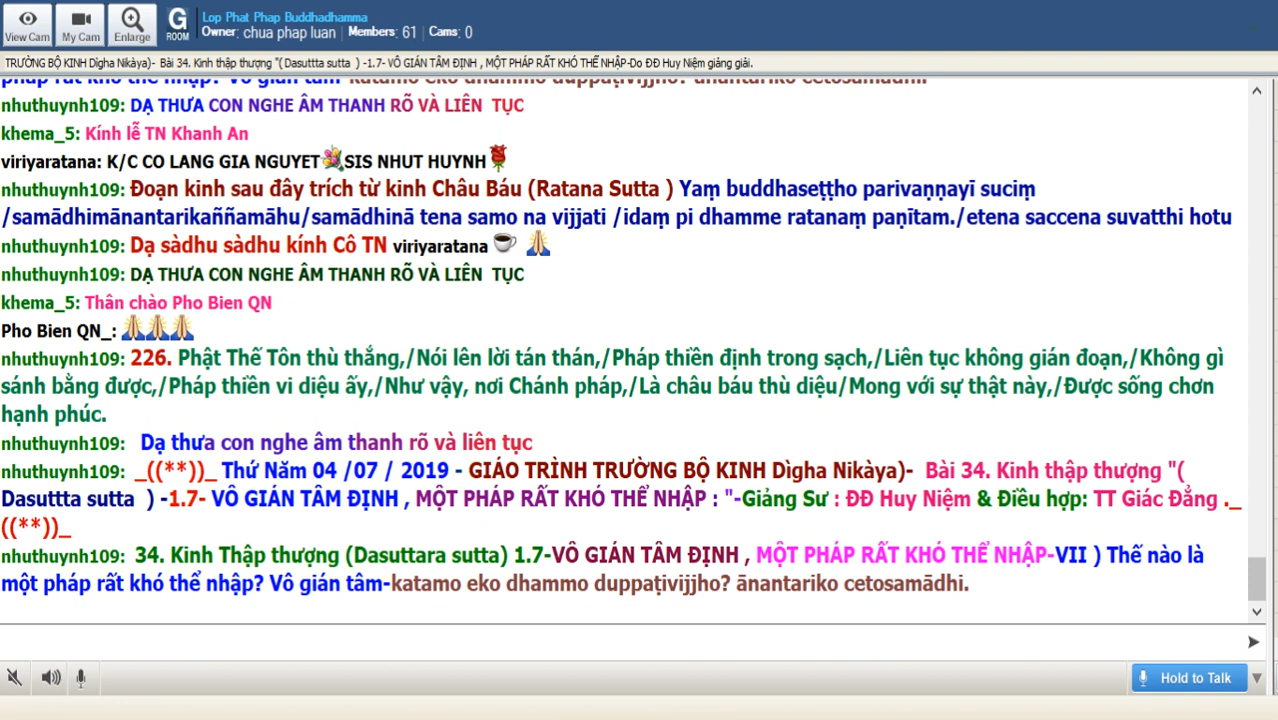 Lop Phat Phap Buddhadhamma
Owner: chua phap luan | Members: 61 | Cams: 0
View Cam
My Cam
Enlarge
G
ROOM
TRƯỜNG BỘ KINH Dìgha Nikàya)- Bài 34. Kinh thập thượng "( Dasuttta sutta ) -1.7- VÔ GIÁN TÂM ĐỊNH , MỘT PHÁP RẤT KHÓ THỂ NHẬP-Do ĐĐ Huy Niệm giảng giải.
pháp rất khó thể nhập? Vô gián tâm-katamo eko dhammo duppaṭivijjho? ānantariko cetosamādhi.
nhuthuynh109: DẠ THƯA CON NGHE ÂM THANH RÕ VÀ LIÊN TỤC
khema_5: Kính lễ TN Khanh An
viriyaratana: K/C CO LANG GIA NGUYET SIS NHUT HUYNH
nhuthuynh109: Đoạn kinh sau đây trích từ kinh Châu Báu (Ratana Sutta ) Yaṃ buddhaseṭṭho parivaṇṇayī suciṃ
/samādhimānantarikaññamāhu/samādhinā tena samo na vijjati /idaṃ pi dhamme ratanaṃ paṇītam./etena saccena suvatthi hotu
nhuthuynh109: Dạ sàdhu sàdhu kính Cô TN viriyaratana
nhuthuynh109: DẠ THƯA CON NGHE ÂM THANH RÕ VÀ LIÊN TỤC
khema_5: Thân chào Pho Bien QN
Pho Bien QN_:
nhuthuynh109: 226. Phật Thế Tôn thù thắng,/Nói lên lời tán thán,/Pháp thiền định trong sạch,/Liên tục không gián đoạn,/Không gì
sánh bằng được,/Pháp thiền vi diệu ấy,/Như vậy, nơi Chánh pháp,/Là châu báu thù diệu/Mong với sự thật này,/Được sống chơn
hạnh phúc.
nhuthuynh109: Dạ thưa con nghe âm thanh rõ và liên tục
nhuthuynh109: _((**))_ Thứ Năm 04 /07 / 2019 - GIÁO TRÌNH TRƯỜNG BỘ KINH Dìgha Nikàya)- Bài 34. Kinh thập thượng "(
Dasuttta sutta ) -1.7- VÔ GIÁN TÂM ĐỊNH , MỘT PHÁP RẤT KHÓ THỂ NHẬP : "-Giảng Sư : ĐĐ Huy Niệm & Điều hợp: TT Giác Đẳng ._
((**))_
nhuthuynh109: 34. Kinh Thập thượng (Dasuttara sutta) 1.7-VÔ GIÁN TÂM ĐỊNH , MỘT PHÁP RẤT KHÓ THỂ NHẬP-VII ) Thế nào là
một pháp rất khó thể nhập? Vô gián tâm-katamo eko dhammo duppaṭivijjho? ānantariko cetosamādhi.
Hold to Talk